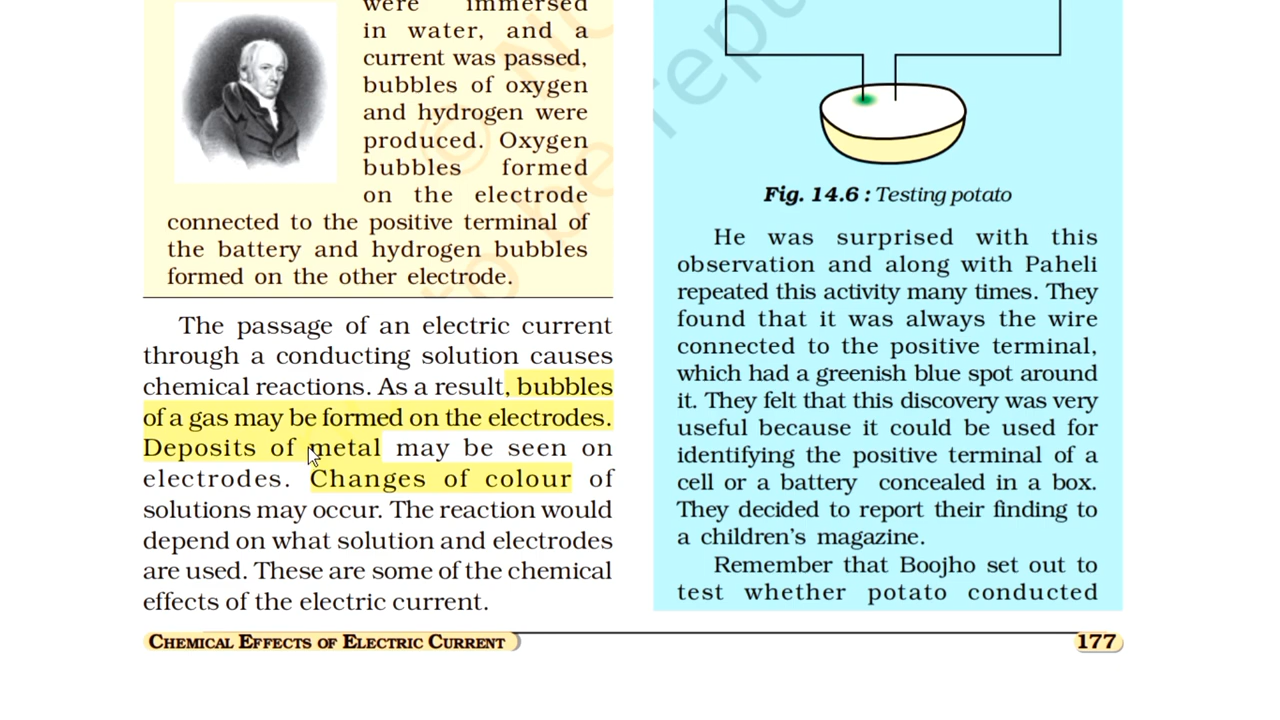 were immersed
in water, and a
current was passed,
bubbles of oxygen
and hydrogen were
produced. Oxygen
bubbles formed
on the electrode
connected to the positive terminal of
the battery and hydrogen bubbles
formed on the other electrode.
The passage of an electric current
through a conducting solution causes
chemical reactions. As a result, bubbles
of a gas may be formed on the electrodes.
Deposits of metal may be seen on
electrodes. Changes of colour of
solutions may occur. The reaction would
depend on what solution and electrodes
are used. These are some of the chemical
effects of the electric current.
Fig. 14.6 : Testing potato
He was surprised with this
observation and along with Paheli
repeated this activity many times. They
found that it was always the wire
connected to the positive terminal,
which had a greenish blue spot around
it. They felt that this discovery was very
useful because it could be used for
identifying the positive terminal of a
cell or a battery concealed in a box.
They decided to report their finding to
a children's magazine.
Remember that Boojho set out to
test whether potato conducted
CHEMICAL EFFECTS OF ELECTRIC CURRENT
177